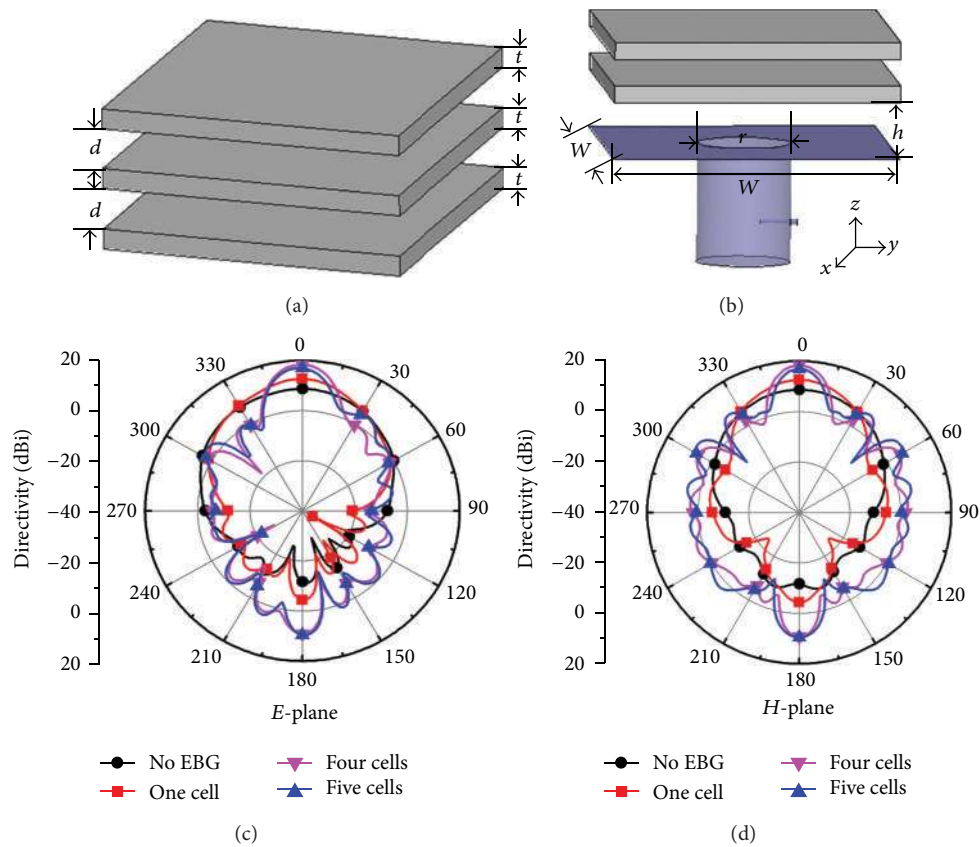 t
d
t
d
t
(a)
h
r
W
W
z
y
x
(b)
0
20 330 30
0
300 60
−20
Directivity (dBi)
−40 270 90
−20
240 120
0
210 150
20
180
E-plane
No EBG Four cells
One cell Five cells
(c)
0
20 330 30
0
300 60
−20
Directivity (dBi)
−40 270 90
−20
240 120
0
210 150
20
180
H-plane
No EBG Four cells
One cell Five cells
(d)